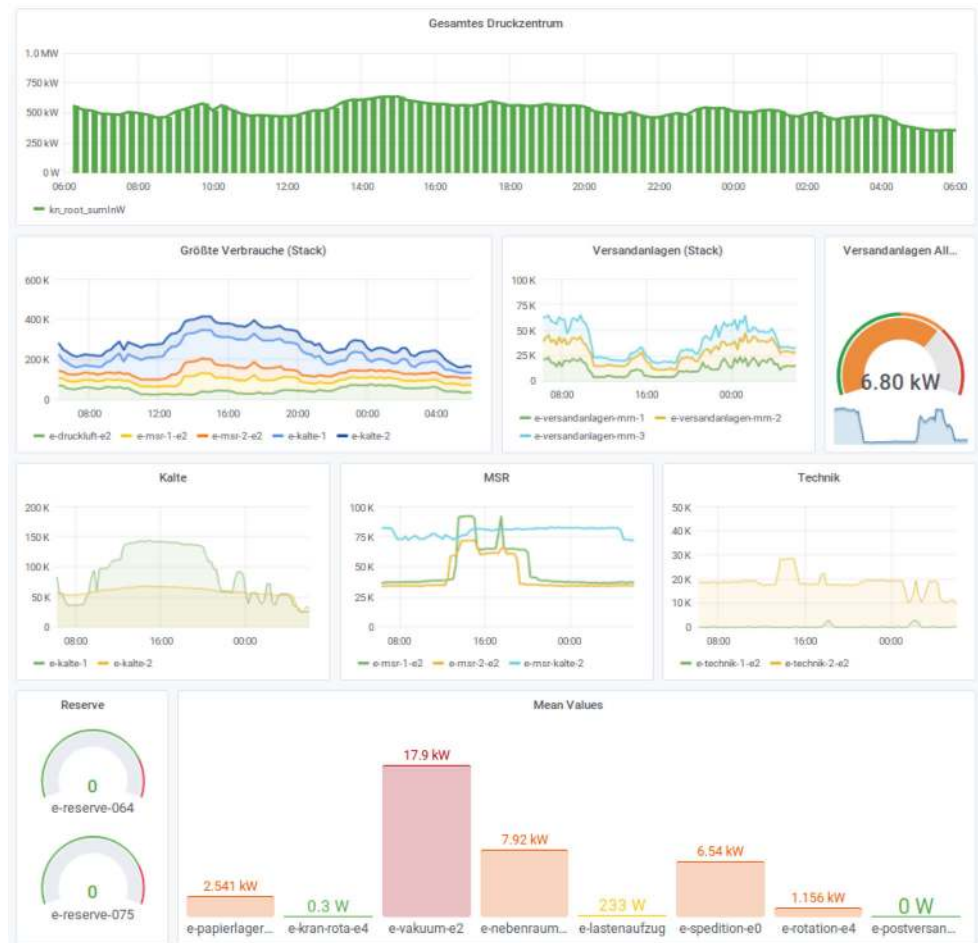 Gesamtes Druckzentrum
1.0 MW
750 kW
500 kW
250 kW
0 W
06:00 08:00 10:00 12:00 14:00 16:00 18:00 20:00 22:00 00:00 02:00 04:00 06:00
kn_root_sumInW
Größte Verbrauche (Stack)
600 K
400 K
200 K
0
08:00 12:00 16:00 20:00 00:00 04:00
e-druckluft-e2 e-msr-1-e2 e-msr-2-e2 e-kalte-1 e-kalte-2
Versandanlagen (Stack)
100 K
75 K
50 K
25 K
0
08:00 16:00 00:00
e-versandanlagen-mm-1 e-versandanlagen-mm-2
e-versandanlagen-mm-3
Versandanlagen All...
6.80 kW
Kalte
200 K
150 K
100 K
50 K
0
08:00 16:00 00:00
e-kalte-1 e-kalte-2
MSR
100 K
75 K
50 K
25 K
0
08:00 16:00 00:00
e-msr-1-e2 e-msr-2-e2 e-msr-kalte-2
Technik
50 K
40 K
30 K
20 K
10 K
0
08:00 16:00 00:00
e-technik-1-e2 e-technik-2-e2
Reserve
0
e-reserve-064
0
e-reserve-075
Mean Values
2.541 kW
e-papierlager...
0.3 W
e-kran-rota-e4
17.9 kW
e-vakuum-e2
7.92 kW
e-nebenraum...
233 W
e-lastenaufzug
6.54 kW
e-spedition-e0
1.156 kW
e-rotation-e4
0 W
e-postversan...